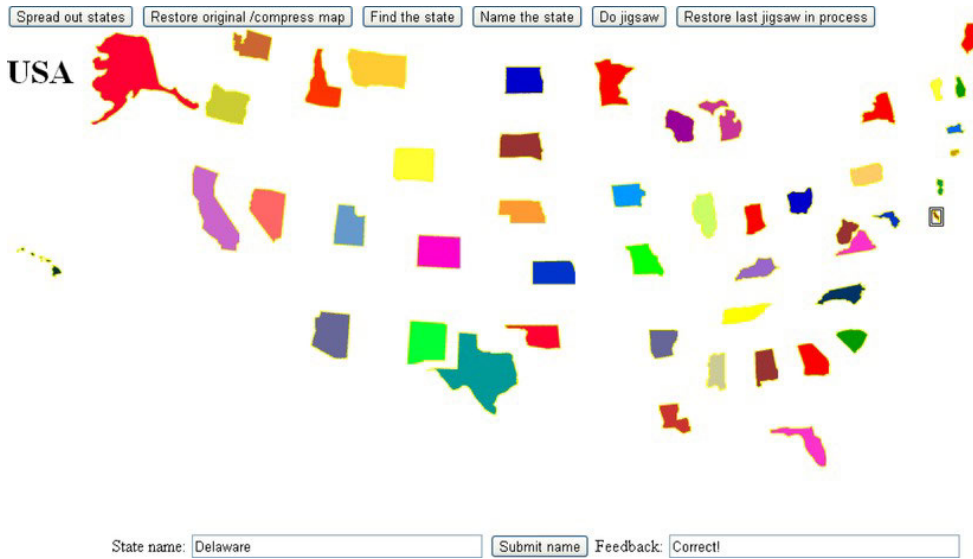 Spread out states Restore original /compress map Find the state Name the state Do jigsaw Restore last jigsaw in process
USA
State name: Delaware Submit name Feedback: Correct!